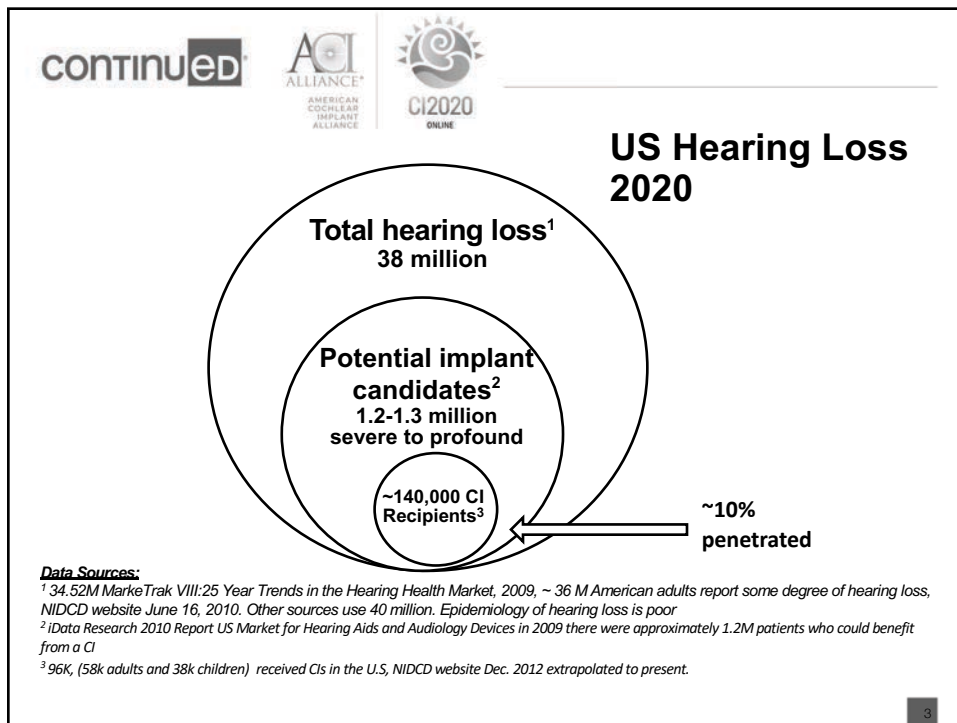 continued
ACI
ALLIANCE®
AMERICAN
COCHLEAR
IMPLANT
ALLIANCE
CI2020
ONLINE
US Hearing Loss
2020
Total hearing loss1
38 million
Potential implant
candidates2
1.2-1.3 million
severe to profound
~140,000 CI
Recipients3
~10%
penetrated
Data Sources:
1 34.52M MarkeTrak VIII:25 Year Trends in the Hearing Health Market, 2009, ~ 36 M American adults report some degree of hearing loss,
NIDCD website June 16, 2010. Other sources use 40 million. Epidemiology of hearing loss is poor
2 iData Research 2010 Report US Market for Hearing Aids and Audiology Devices in 2009 there were approximately 1.2M patients who could benefit
from a CI
3 96K, (58k adults and 38k children) received CIs in the U.S, NIDCD website Dec. 2012 extrapolated to present.
3